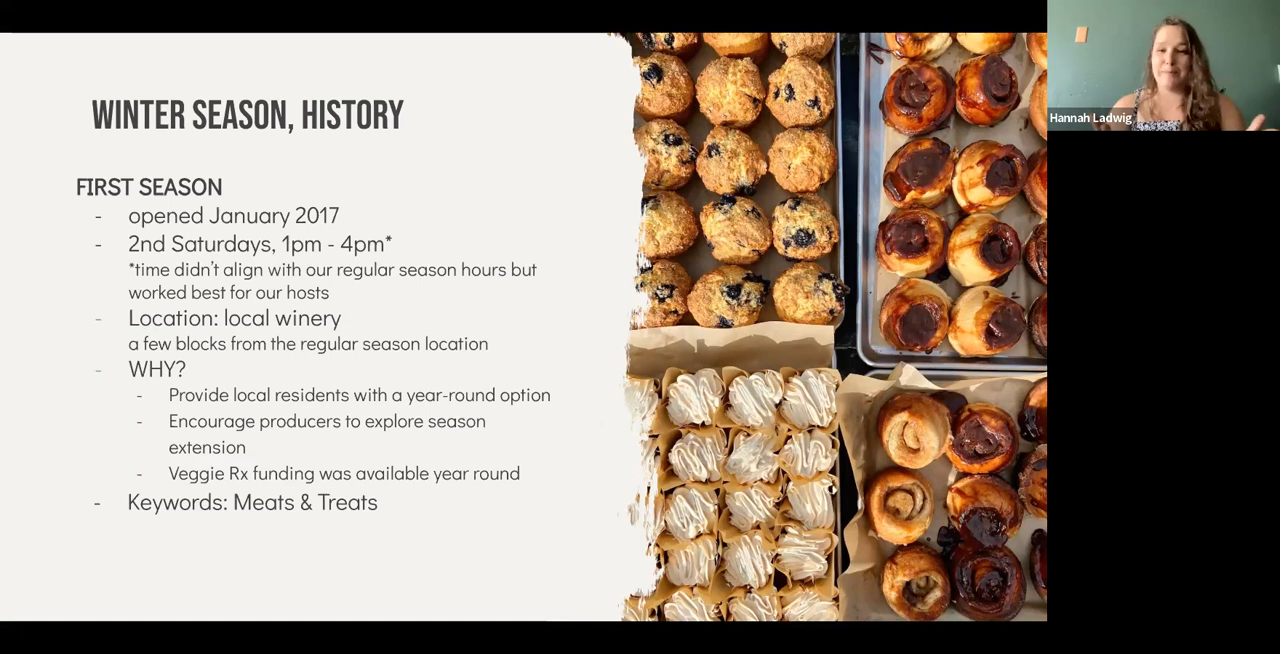 WINTER SEASON, HISTORY
FIRST SEASON
- opened January 2017
- 2nd Saturdays, 1pm - 4pm*
*time didn't align with our regular season hours but
worked best for our hosts
- Location: local winery
a few blocks from the regular season location
- WHY?
- Provide local residents with a year-round option
- Encourage producers to explore season
extension
- Veggie Rx funding was available year round
- Keywords: Meats & Treats
Hannah Ladwig